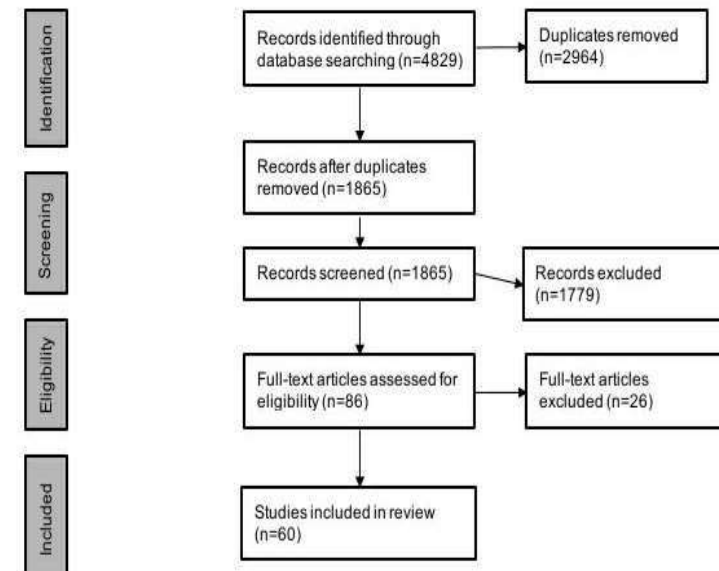 Identification
Records identified through
database searching (n=4829)
Duplicates removed
(n=2964)
Records after duplicates
removed (n=1865)
Screening
Records screened (n=1865)
Records excluded
(n=1779)
Eligibility
Full-text articles assessed for
eligibility (n=86)
Full-text articles
excluded (n=26)
Included
Studies included in review
(n=60)